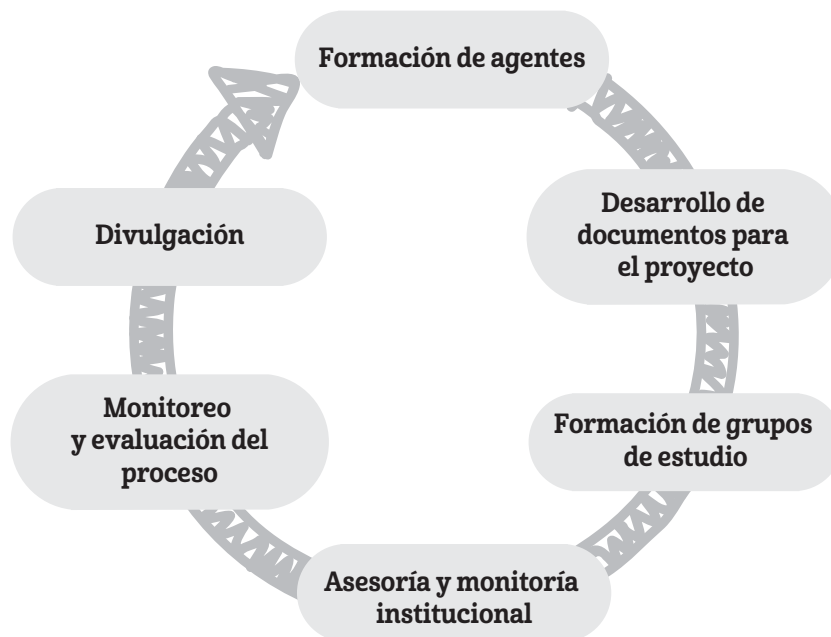 Formación de agentes
Desarrollo de
documentos para
el proyecto
Formación de grupos
de estudio
Asesoría y monitoría
institucional
Monitoreo
y evaluación del
proceso
Divulgación